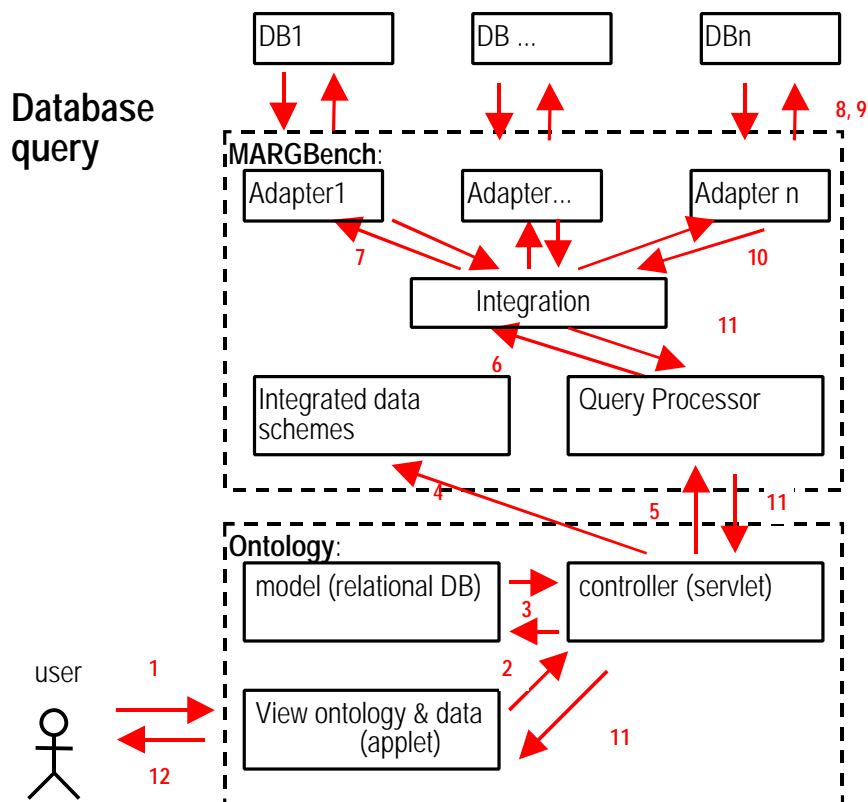 DB1
DB ...
DBn
Database
query
8, 9
MARGBench:
Adapter1
Adapter...
Adapter n
7
10
Integration
11
6
Integrated data
schemes
Query Processor
4
5
11
Ontology:
model (relational DB)
controller (servlet)
3
user
1
2
View ontology & data
(applet)
11
12